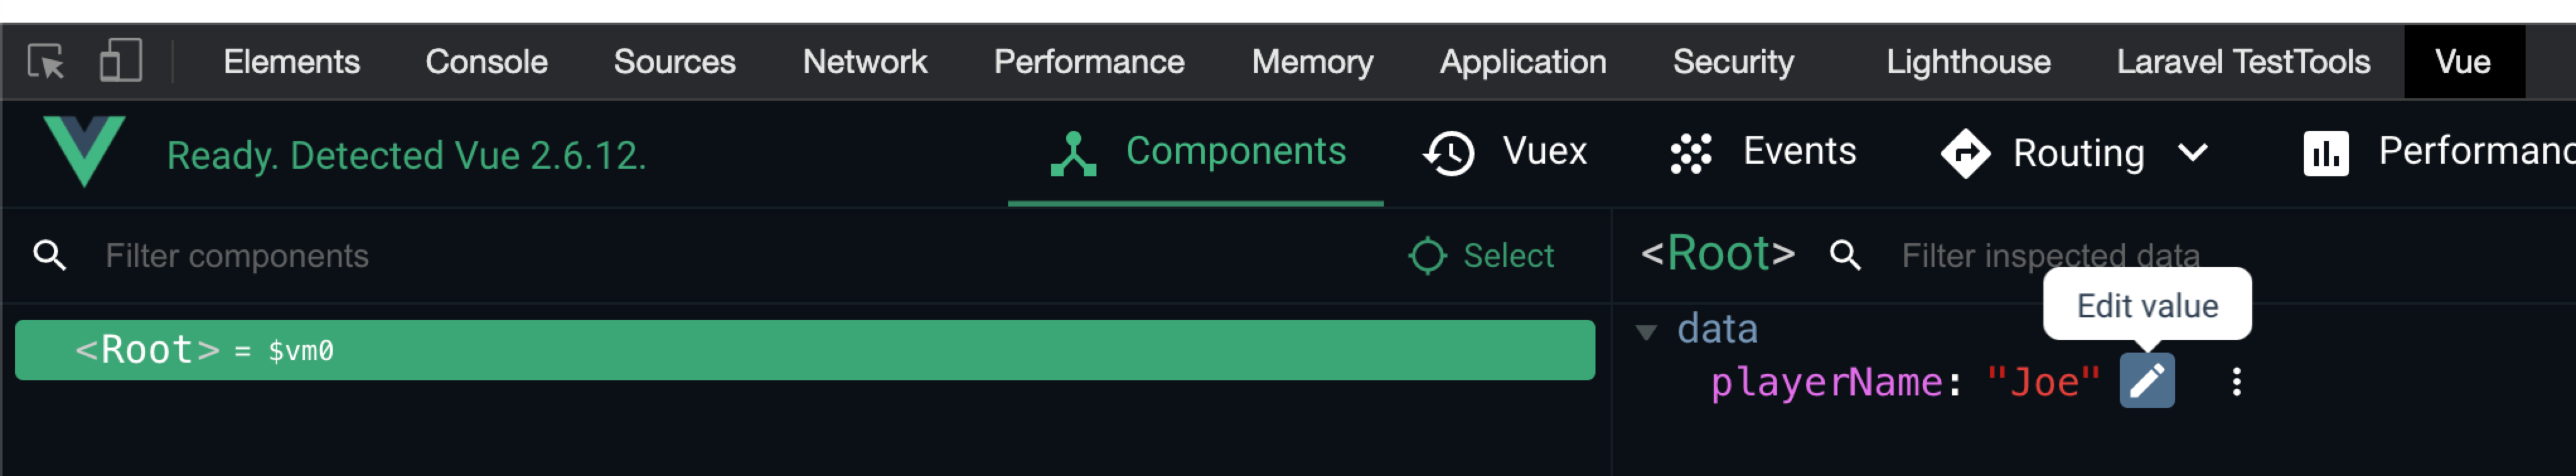 Elements Console Sources Network Performance Memory Application Security Lighthouse Laravel TestTools Vue
Ready. Detected Vue 2.6.12. Components Vuex Events Routing Performanc
Filter components Select <Root> Filter inspected data
Edit value
<Root> = $vm0 data
playerName: "Joe"